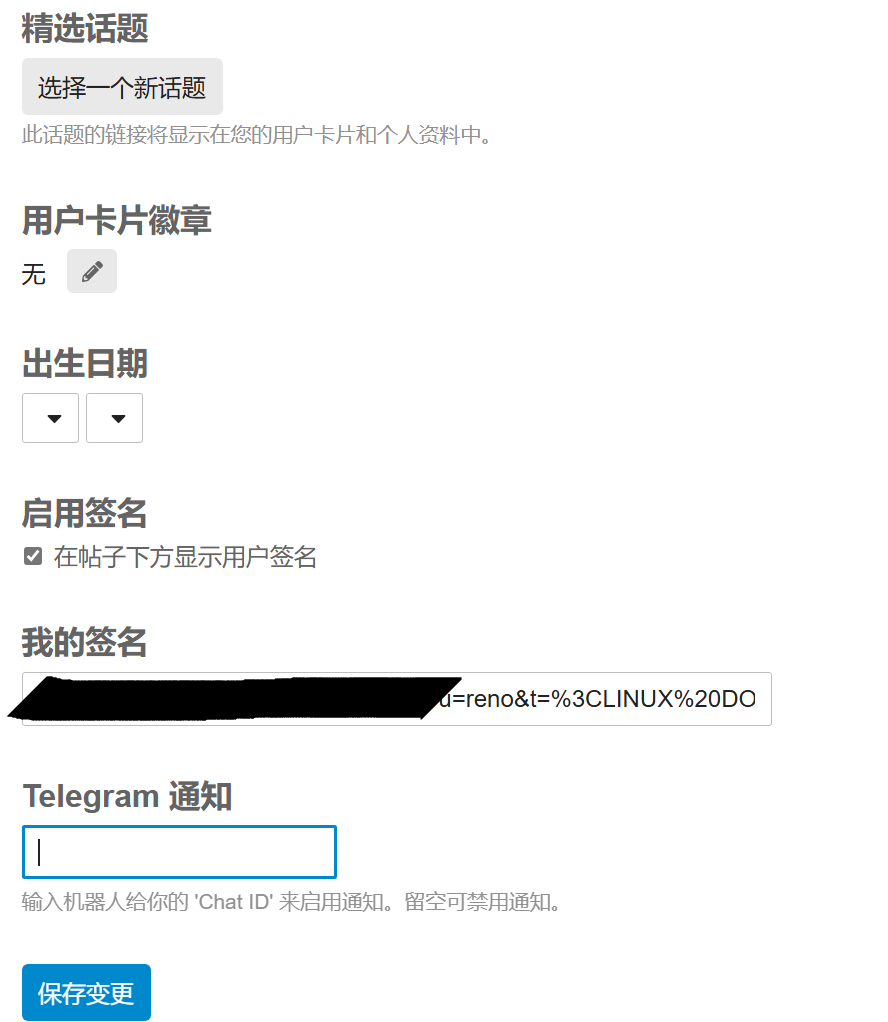 精选话题
选择一个新话题
此话题的链接将显示在您的用户卡片和个人资料中。
用户卡片徽章
无
出生日期
启用签名
在帖子下方显示用户签名
我的签名
u=reno&t=%3CLINUX%20DO
Telegram 通知
输入机器人给你的 'Chat ID' 来启用通知。留空可禁用通知。
保存变更